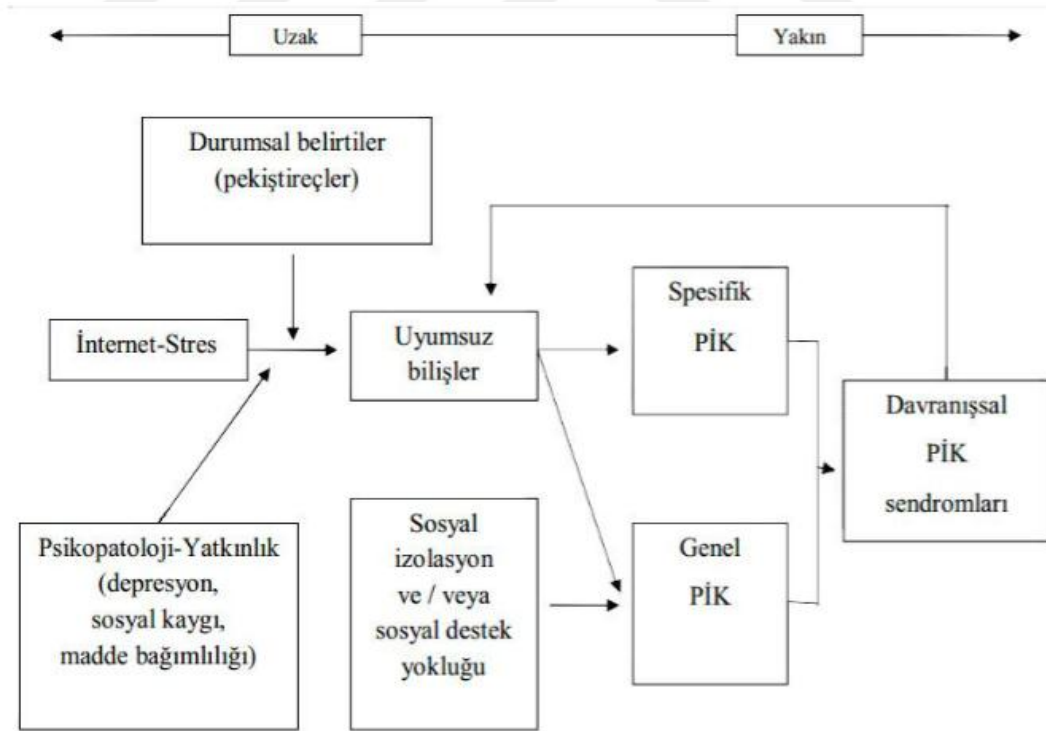 Uzak
Yakın
Durumsal belirtiler
(pekiştireçler)
İnternet-Stres
Uyumsuz
bilişler
Spesifik
PİK
Davranışsal
PİK
sendromları
Psikopatoloji-Yatkınlık
(depresyon,
sosyal kaygı,
madde bağımlılığı)
Sosyal
izolasyon
ve / veya
sosyal destek
yokluğu
Genel
PİK